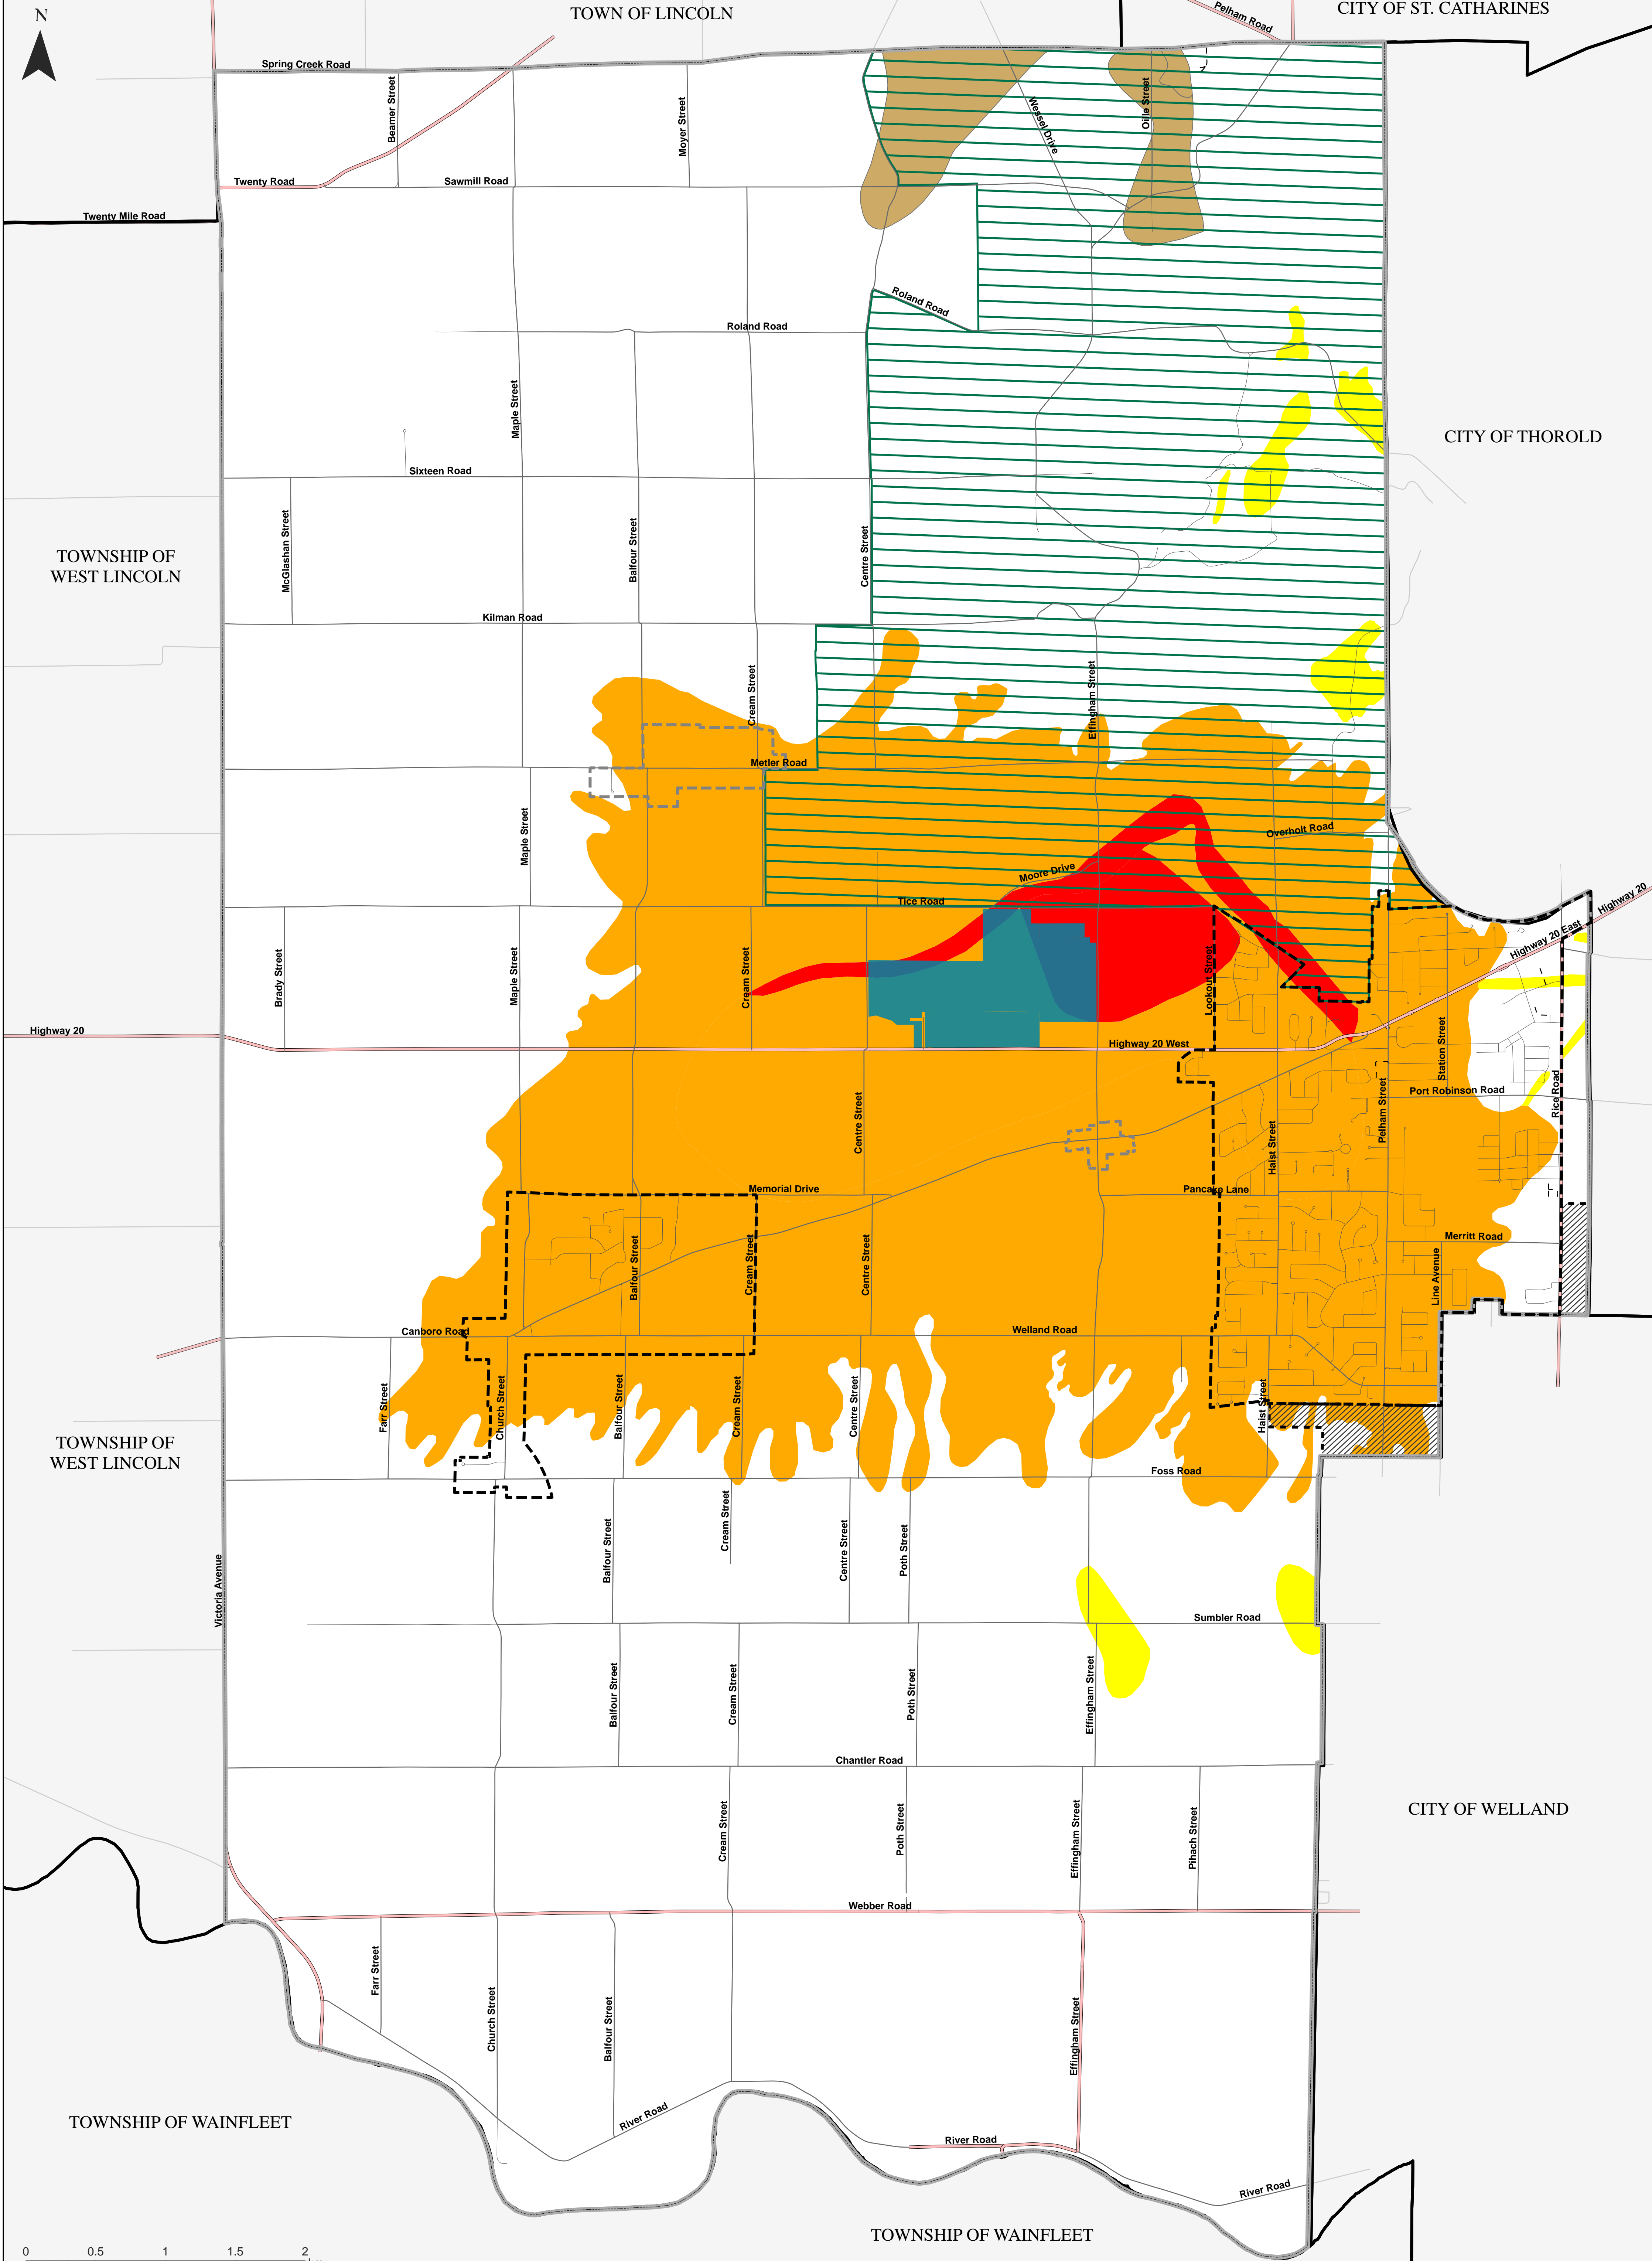 N
TOWN OF LINCOLN
Pelham Road
CITY OF ST. CATHARINES
Spring Creek Road
Beamer Street
Moyer Street
Wessel Drive
Oille Street
Twenty Road
Sawmill Road
Twenty Mile Road
Roland Road
Roland Road
Maple Street
CITY OF THOROLD
Sixteen Road
McGlashan Street
Balfour Street
Centre Street
TOWNSHIP OF
WEST LINCOLN
Kilman Road
Cream Street
Effingham Street
Metler Road
Maple Street
Overholt Road
Moore Drive
Tice Road
Highway 20
Highway 20 East
Brady Street
Maple Street
Cream Street
Lookout Street
Highway 20
Highway 20 West
Station Street
Port Robinson Road
Rice Road
Centre Street
Haist Street
Pelham Street
Memorial Drive
Pancake Lane
Merritt Road
Balfour Street
Cream Street
Centre Street
Line Avenue
Canboro Road
Welland Road
Farr Street
Church Street
Balfour Street
Cream Street
Centre Street
Haist Street
TOWNSHIP OF
WEST LINCOLN
Foss Road
Victoria Avenue
Balfour Street
Cream Street
Centre Street
Poth Street
Sumbler Road
Balfour Street
Cream Street
Poth Street
Effingham Street
Chantler Road
CITY OF WELLAND
Cream Street
Poth Street
Effingham Street
Pihach Street
Webber Road
Farr Street
Church Street
Balfour Street
Effingham Street
TOWNSHIP OF WAINFLEET
River Road
River Road
River Road
TOWNSHIP OF WAINFLEET
0 0.5 1 1.5 2